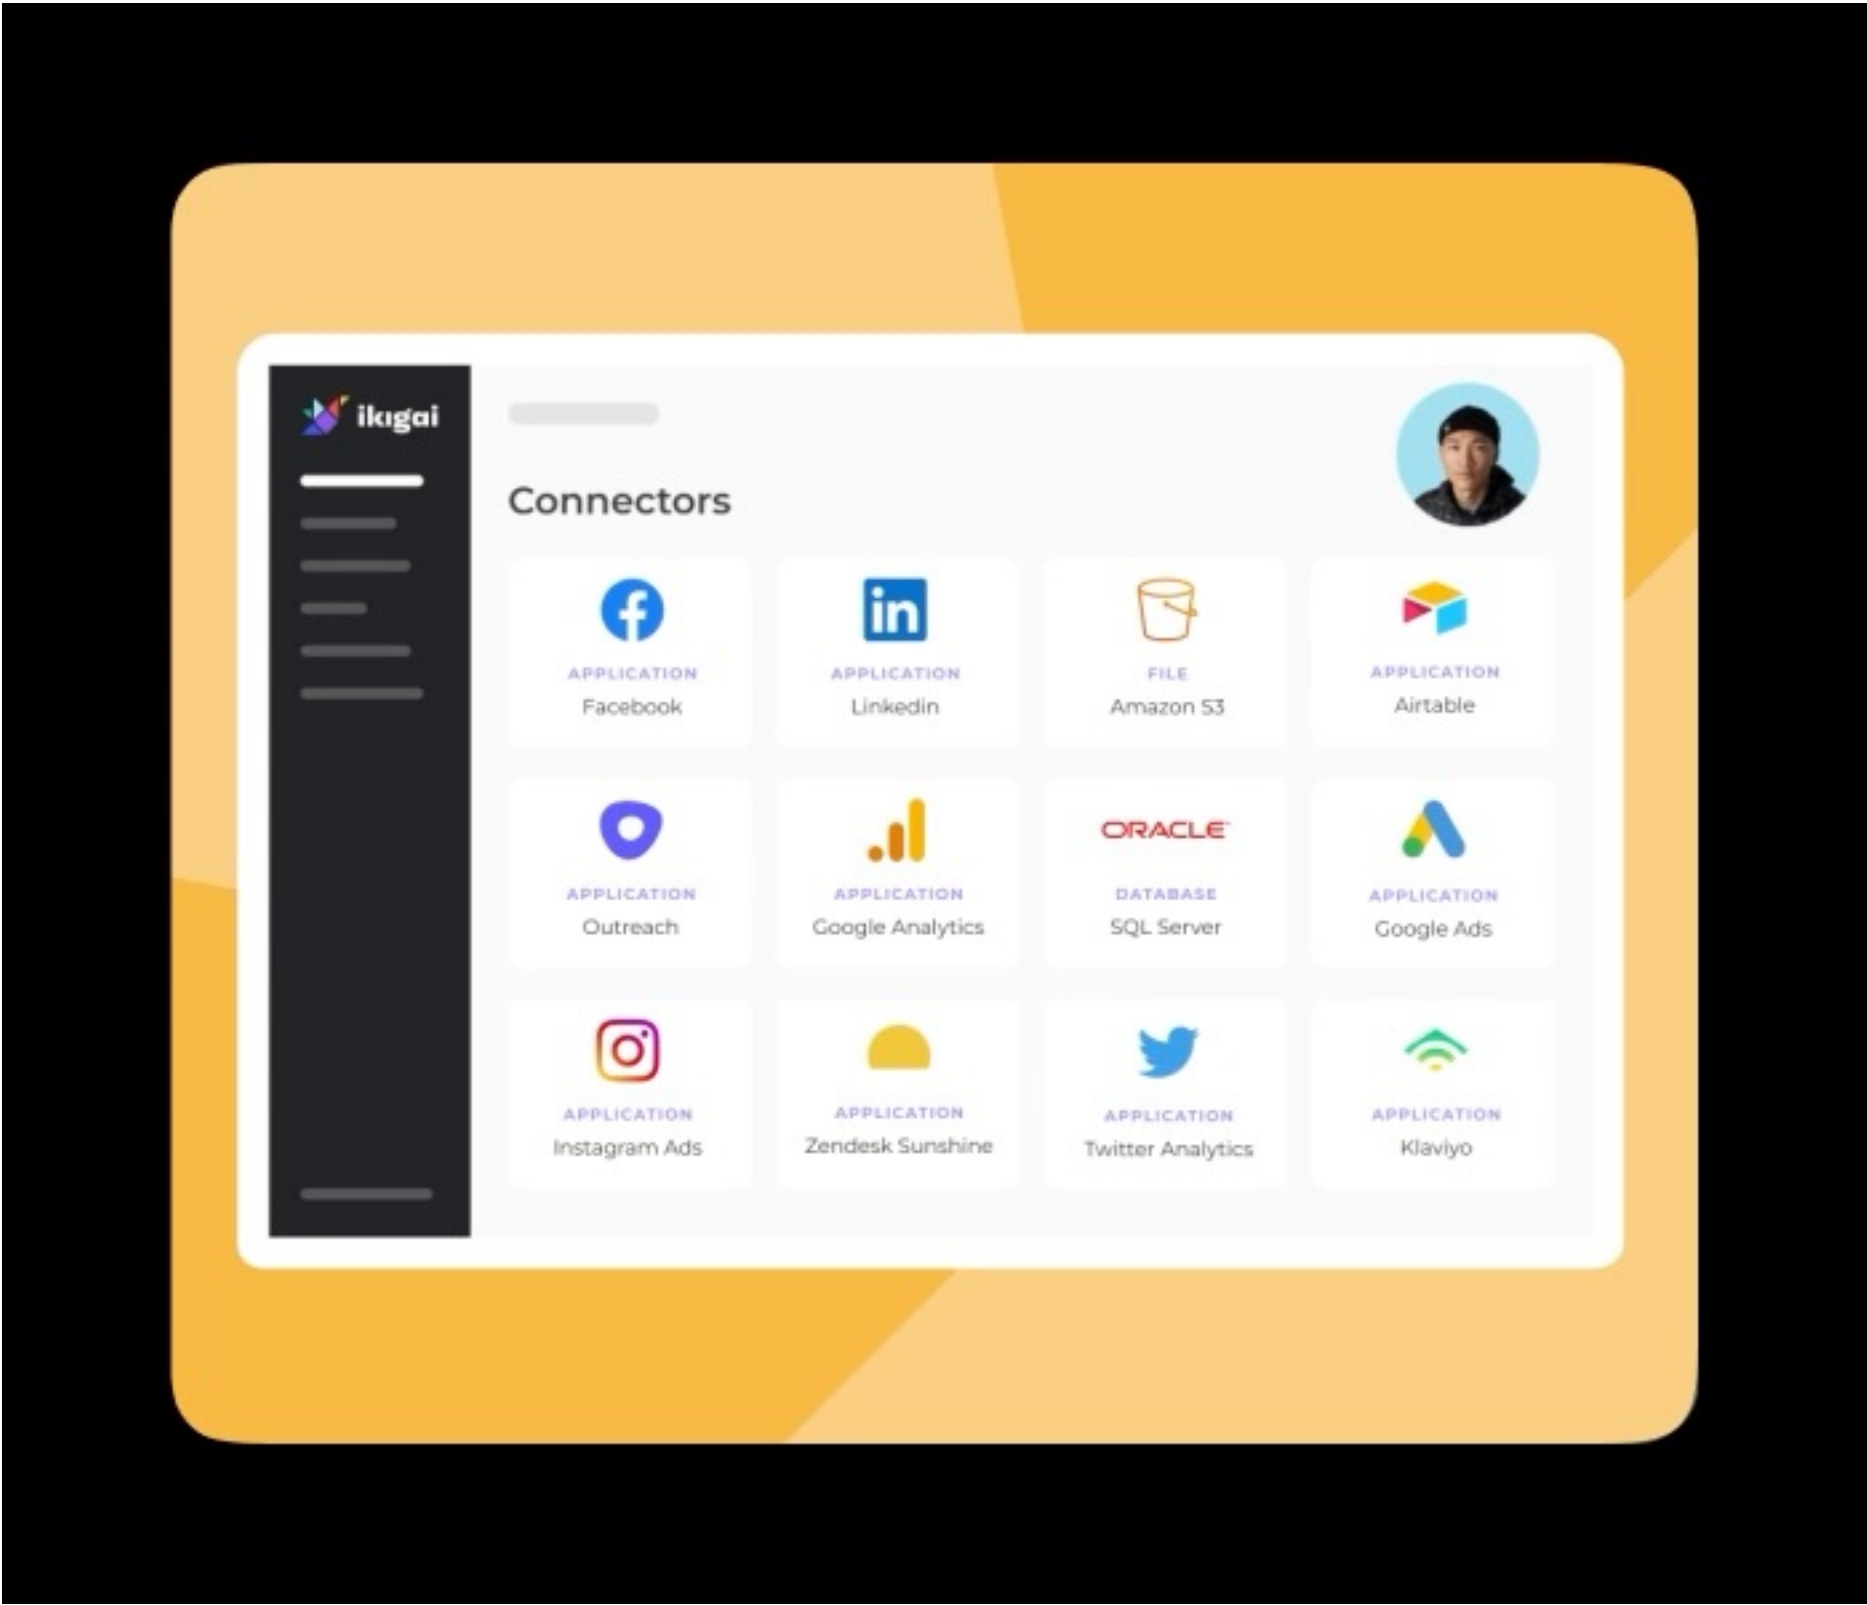 ikigai
Connectors
APPLICATION
Facebook
APPLICATION
Linkedin
FILE
Amazon S3
APPLICATION
Airtable
APPLICATION
Outreach
APPLICATION
Google Analytics
ORACLE
DATABASE
SQL Server
APPLICATION
Google Ads
APPLICATION
Instagram Ads
APPLICATION
Zendesk Sunshine
APPLICATION
Twitter Analytics
APPLICATION
Klaviyo